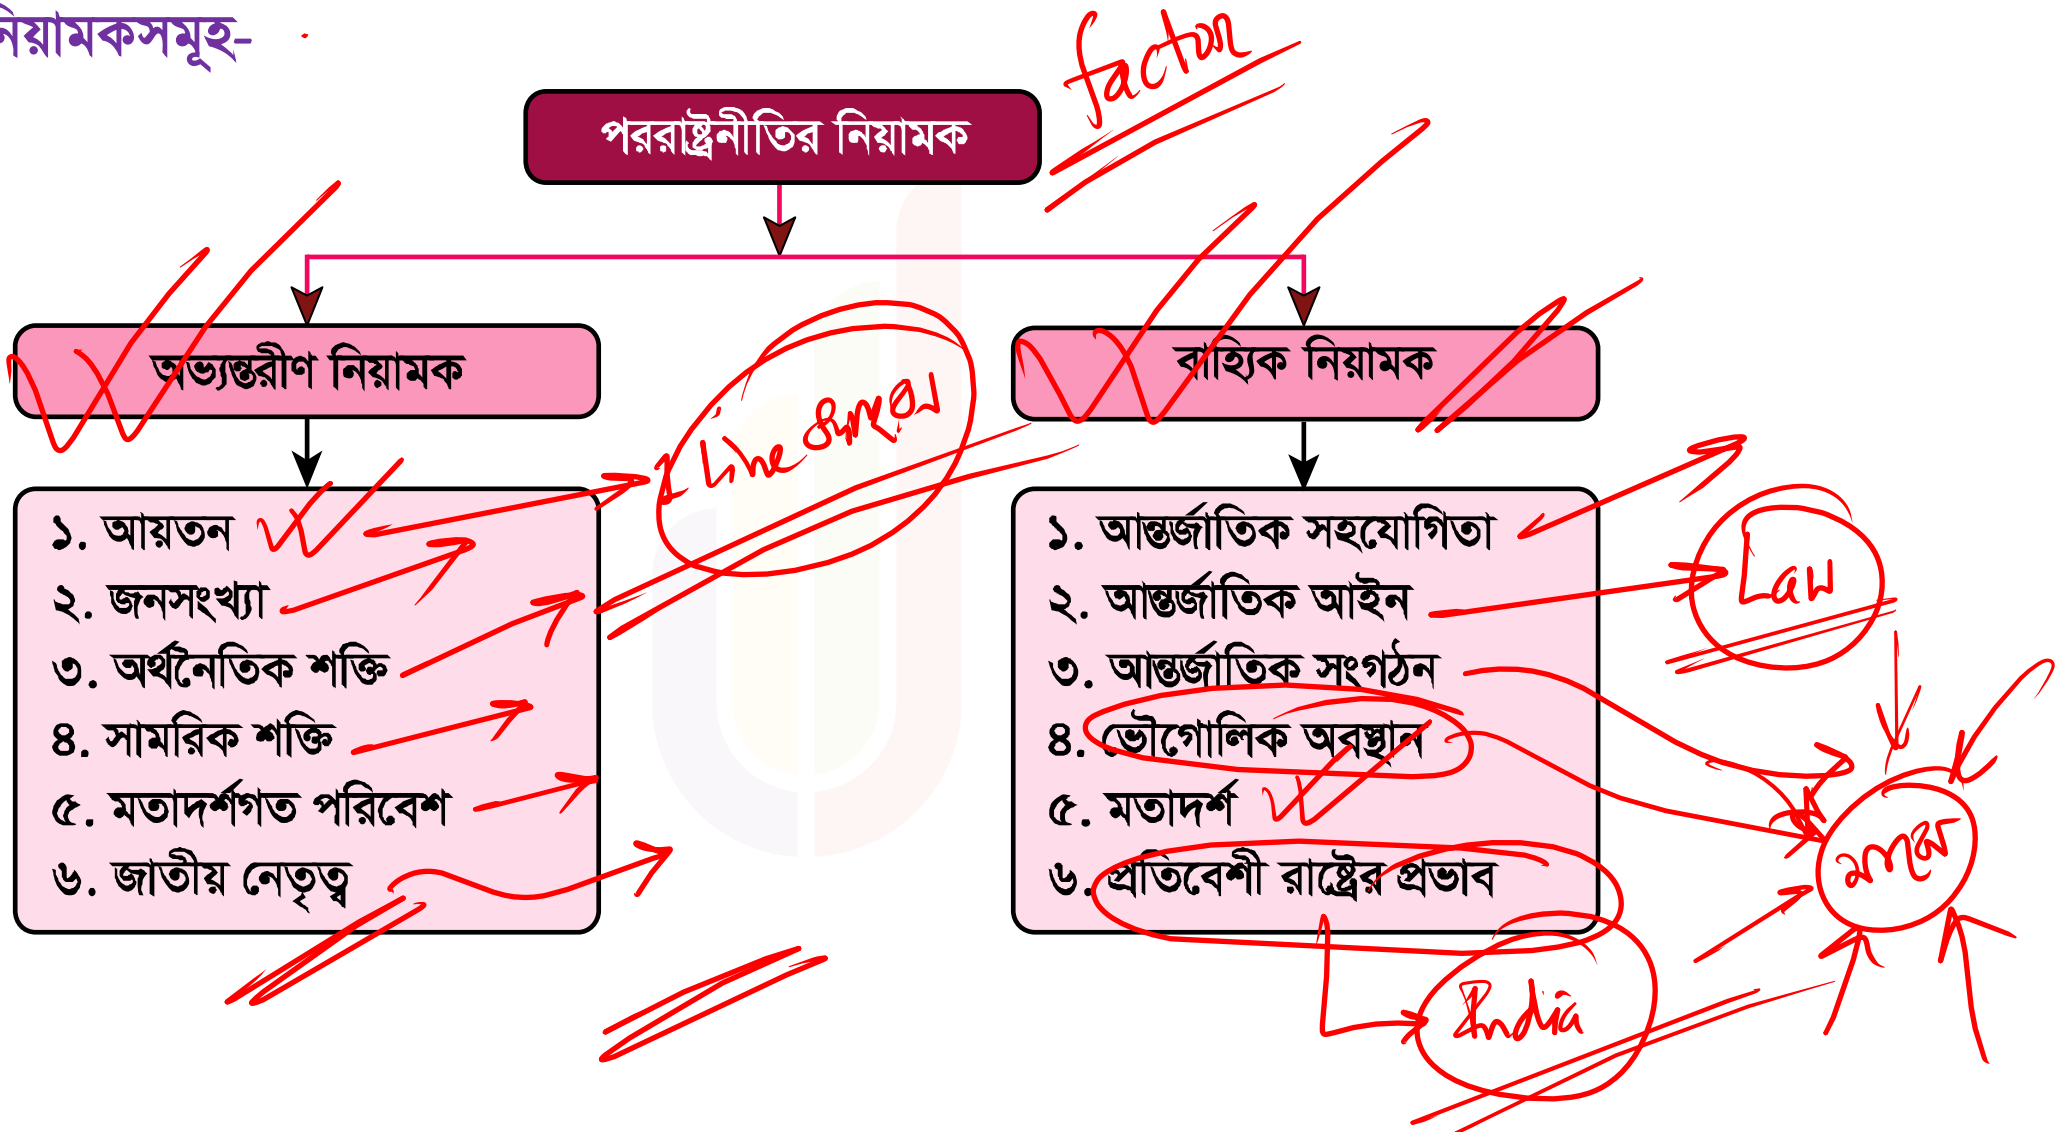 নিয়ামকসমূহ-
factor
পররাষ্ট্রনীতির নিয়ামক
অভ্যন্তরীণ নিয়ামক
১. আয়তন
২. জনসংখ্যা
৩. অর্থনৈতিক শক্তি
৪. সামরিক শক্তি
৫. মতাদর্শগত পরিবেশ
৬. জাতীয় নেতৃত্ব
1 Line
বাহ্যিক নিয়ামক
১. আন্তর্জাতিক সহযোগিতা
২. আন্তর্জাতিক আইন
৩. আন্তর্জাতিক সংগঠন
৪. ভৌগোলিক অবস্থান
৫. মতাদর্শ
৬. প্রতিবেশী রাষ্ট্রের প্রভাব
Law
India